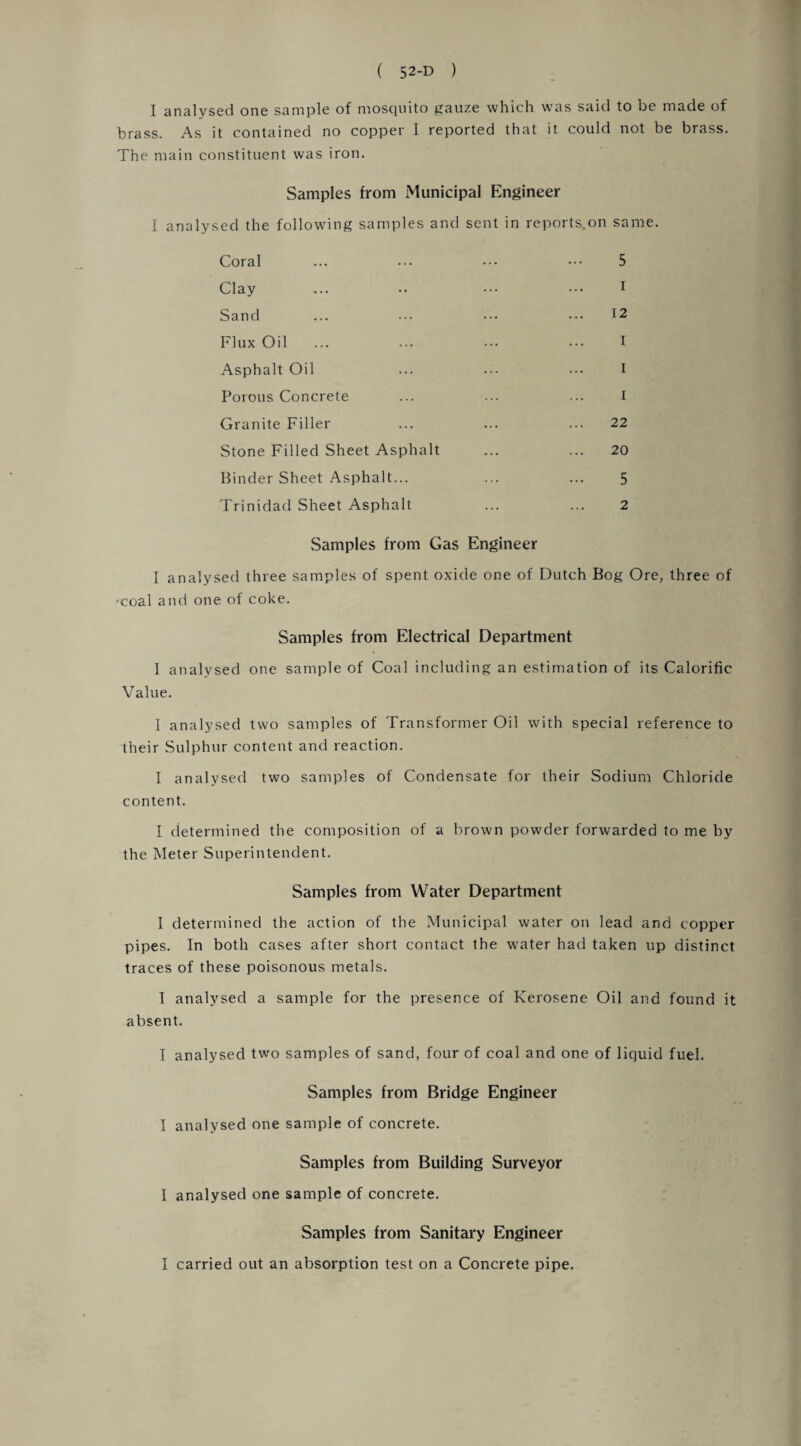 ( 52-D )
I analysed one sample of mosquito gauze which was said to be made of
brass. As it contained no copper I reported that it could not be brass.
The main constituent was iron.
Samples from Municipal Engineer
I analysed the following samples and sent in reports on same.
Coral ... ... ... ... 5
Clay ... .. ... ... 1
Sand ... ... ... ... 12
Flux Oil ... ... ... ... 1
Asphalt Oil ... ... ... 1
Porous Concrete ... ... ... 1
Granite Filler ... ... ... 22
Stone Filled Sheet Asphalt ... ... 20
Binder Sheet Asphalt... ... ... 5
Trinidad Sheet Asphalt ... ... 2
Samples from Gas Engineer
I analysed three samples of spent oxide one of Dutch Bog Ore, three of
coal and one of coke.
Samples from Electrical Department
I analysed one sample of Coal including an estimation of its Calorific
Value.
I analysed two samples of Transformer Oil with special reference to
their Sulphur content and reaction.
I analysed two samples of Condensate for their Sodium Chloride
content.
I determined the composition of a brown powder forwarded to me by
the Meter Superintendent.
Samples from Water Department
I determined the action of the Municipal water on lead and copper
pipes. In both cases after short contact the water had taken up distinct
traces of these poisonous metals.
I analysed a sample for the presence of Kerosene Oil and found it
absent.
I analysed two samples of sand, four of coal and one of liquid fuel.
Samples from Bridge Engineer
I analysed one sample of concrete.
Samples from Building Surveyor
I analysed one sample of concrete.
Samples from Sanitary Engineer
I carried out an absorption test on a Concrete pipe.